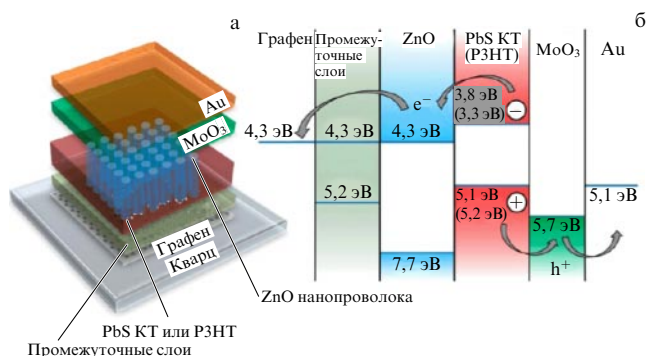 а
Au
MoO₃
Графен
Кварц
ZnO нанопроволока
PbS КТ или P3HT
Промежуточные слои
б
Графен
Промежу-
точные
слои
ZnO
PbS КТ
(P3HT)
MoO₃
Au
e⁻
3,8 эВ
(3,3 эВ)
−
4,3 эВ
4,3 эВ
4,3 эВ
5,2 эВ
5,1 эВ
(5,2 эВ)
+
5,1 эВ
5,7 эВ
h⁺
7,7 эВ